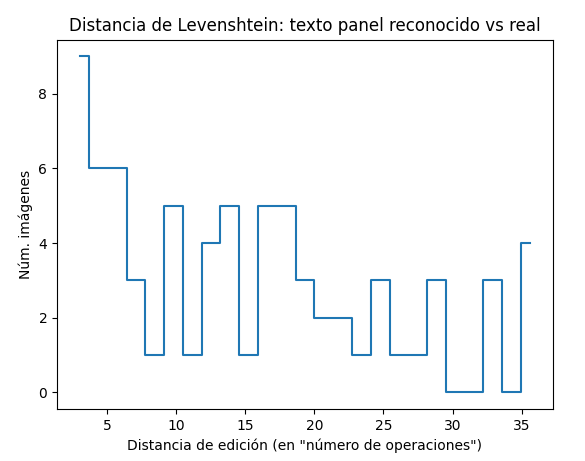 Distancia de Levenshtein: texto panel reconocido vs real
Núm. imágenes
8
6
4
2
0
5 10 15 20 25 30 35
Distancia de edición (en "número de operaciones")